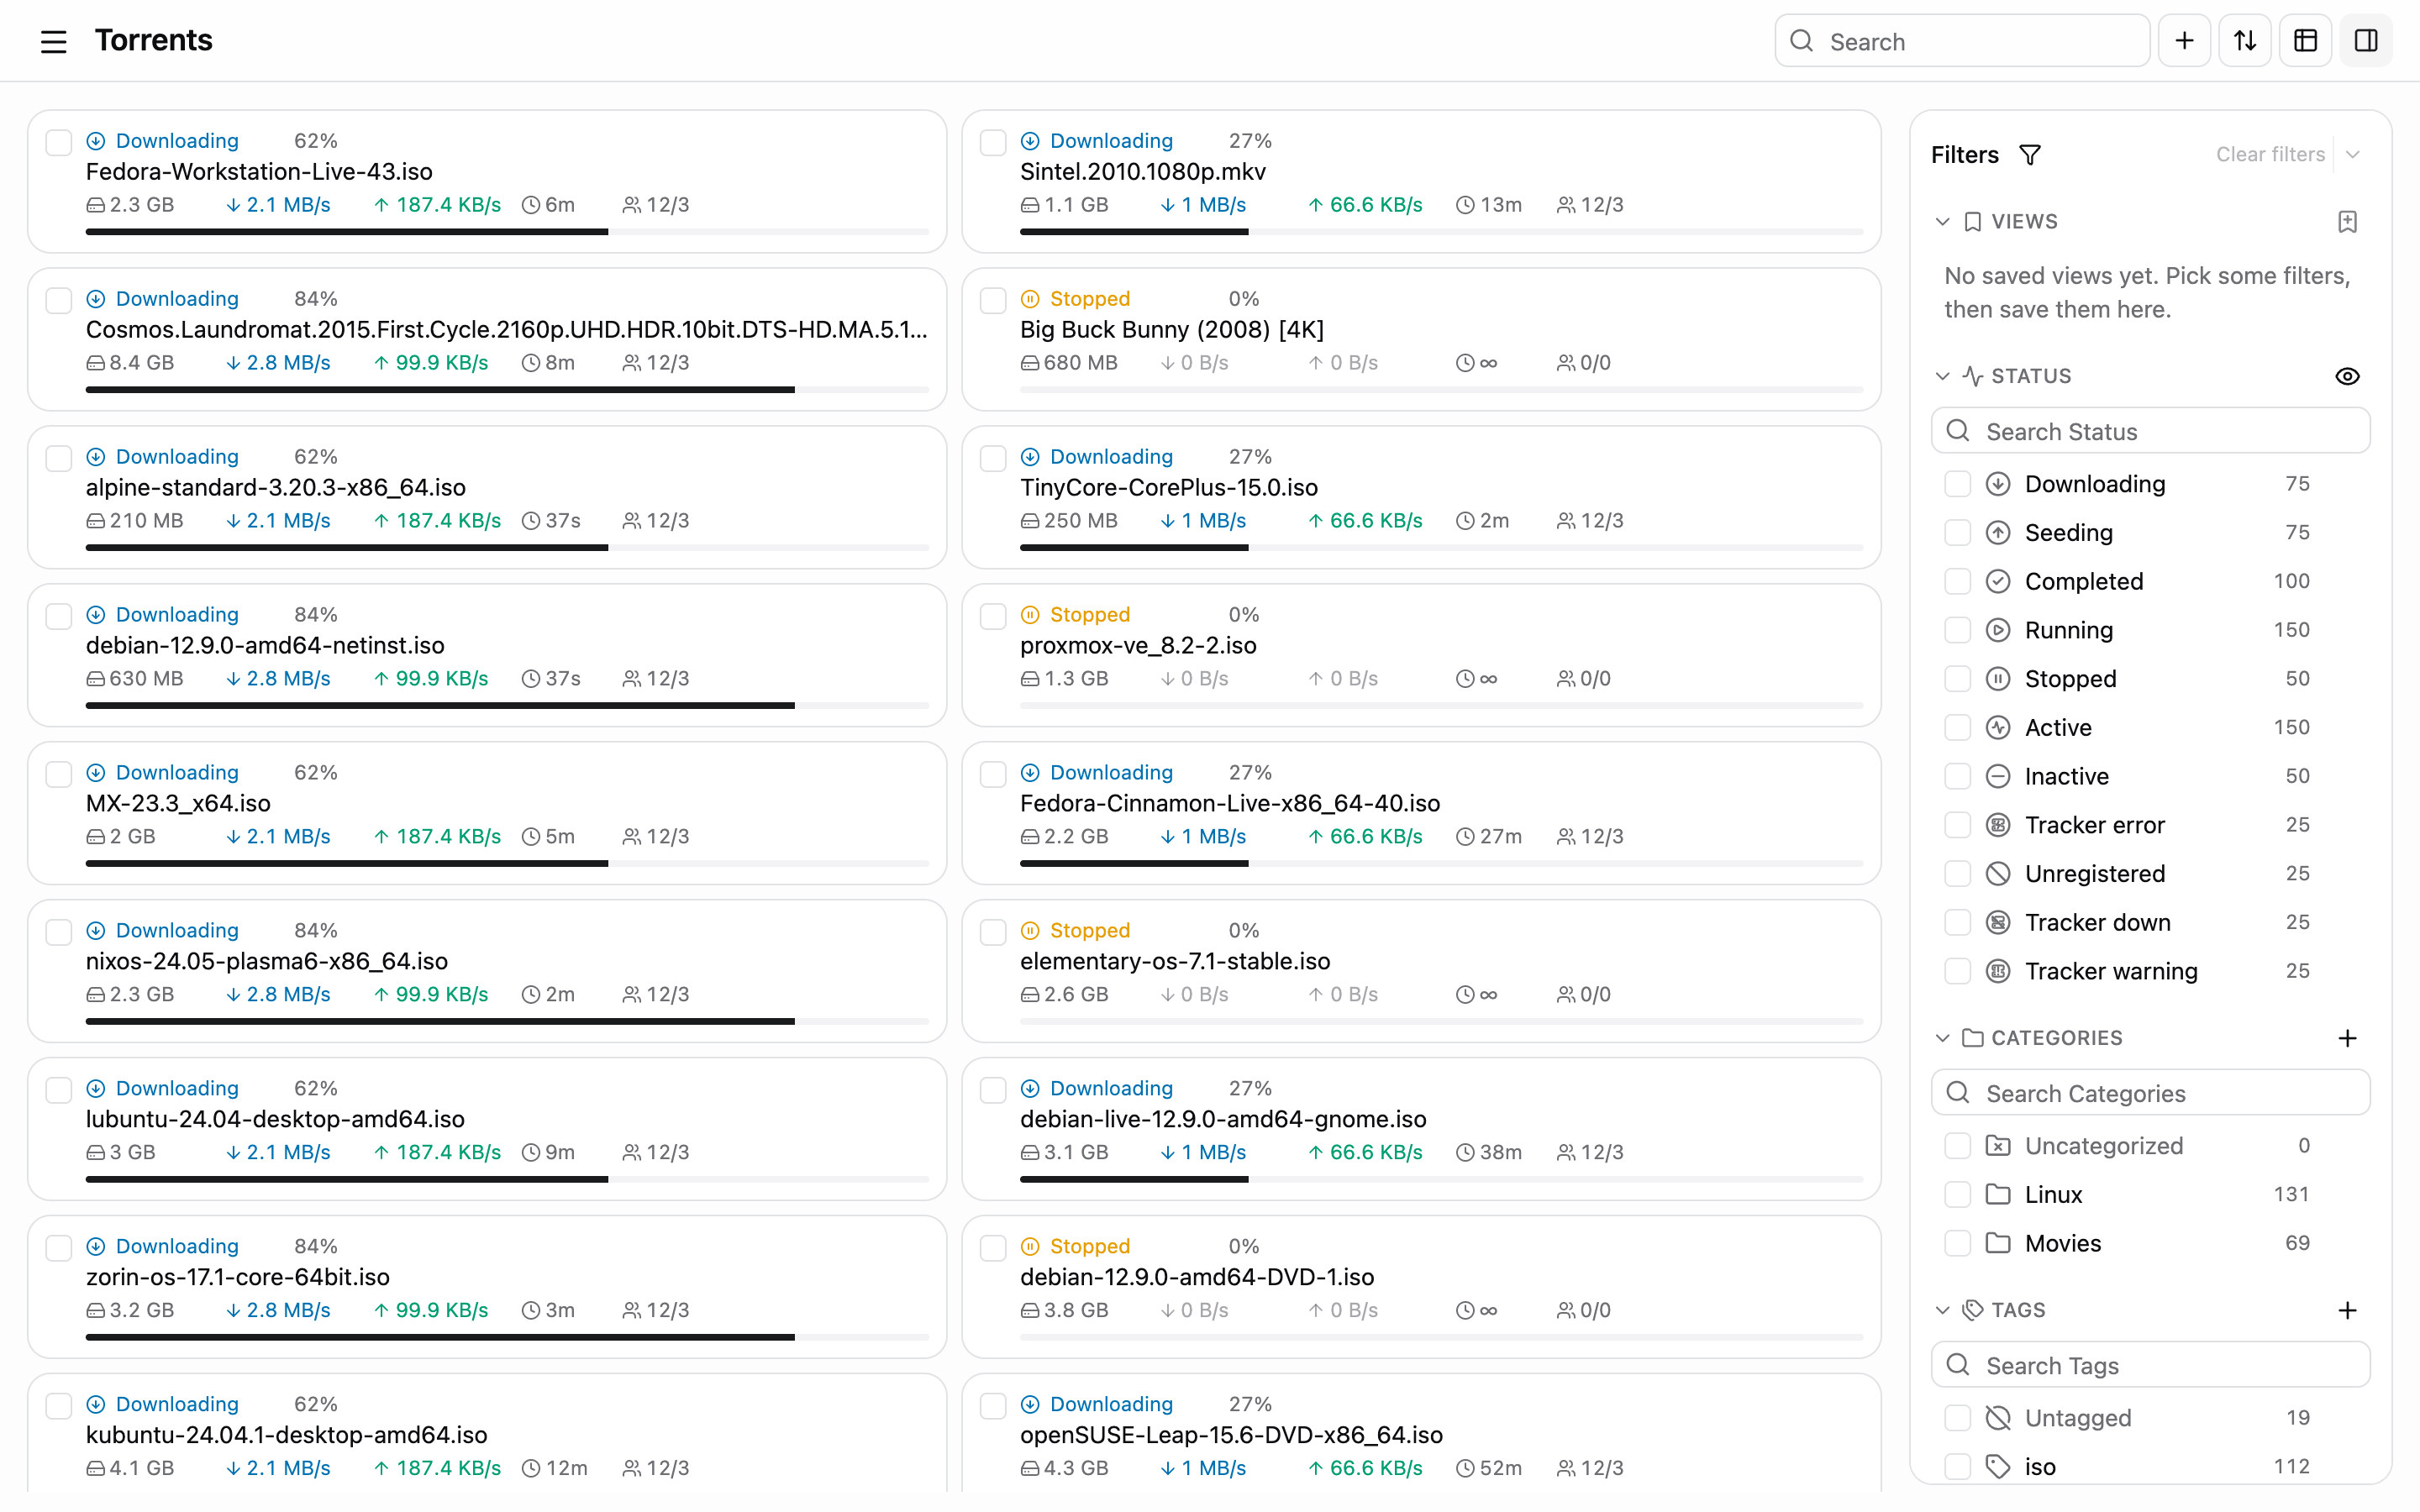 Torrents
Search
Downloading 62%
Fedora-Workstation-Live-43.iso
2.3 GB 2.1 MB/s 187.4 KB/s 6m 12/3
Downloading 27%
Sintel.2010.1080p.mkv
1.1 GB 1 MB/s 66.6 KB/s 13m 12/3
Downloading 84%
Cosmos.Laundromat.2015.First.Cycle.2160p.UHD.HDR.10bit.DTS-HD.MA.5.1...
8.4 GB 2.8 MB/s 99.9 KB/s 8m 12/3
Stopped 0%
Big Buck Bunny (2008) [4K]
680 MB 0 B/s 0 B/s ∞ 0/0
Downloading 62%
alpine-standard-3.20.3-x86_64.iso
210 MB 2.1 MB/s 187.4 KB/s 37s 12/3
Downloading 27%
TinyCore-CorePlus-15.0.iso
250 MB 1 MB/s 66.6 KB/s 2m 12/3
Downloading 84%
debian-12.9.0-amd64-netinst.iso
630 MB 2.8 MB/s 99.9 KB/s 37s 12/3
Stopped 0%
proxmox-ve_8.2-2.iso
1.3 GB 0 B/s 0 B/s ∞ 0/0
Downloading 62%
MX-23.3_x64.iso
2 GB 2.1 MB/s 187.4 KB/s 5m 12/3
Downloading 27%
Fedora-Cinnamon-Live-x86_64-40.iso
2.2 GB 1 MB/s 66.6 KB/s 27m 12/3
Downloading 84%
nixos-24.05-plasma6-x86_64.iso
2.3 GB 2.8 MB/s 99.9 KB/s 2m 12/3
Stopped 0%
elementary-os-7.1-stable.iso
2.6 GB 0 B/s 0 B/s ∞ 0/0
Downloading 62%
lubuntu-24.04-desktop-amd64.iso
3 GB 2.1 MB/s 187.4 KB/s 9m 12/3
Downloading 27%
debian-live-12.9.0-amd64-gnome.iso
3.1 GB 1 MB/s 66.6 KB/s 38m 12/3
Downloading 84%
zorin-os-17.1-core-64bit.iso
3.2 GB 2.8 MB/s 99.9 KB/s 3m 12/3
Stopped 0%
debian-12.9.0-amd64-DVD-1.iso
3.8 GB 0 B/s 0 B/s ∞ 0/0
Downloading 62%
kubuntu-24.04.1-desktop-amd64.iso
4.1 GB 2.1 MB/s 187.4 KB/s 12m 12/3
Downloading 27%
openSUSE-Leap-15.6-DVD-x86_64.iso
4.3 GB 1 MB/s 66.6 KB/s 52m 12/3
Filters Clear filters
VIEWS
No saved views yet. Pick some filters,
then save them here.
STATUS
Search Status
Downloading 75
Seeding 75
Completed 100
Running 150
Stopped 50
Active 150
Inactive 50
Tracker error 25
Unregistered 25
Tracker down 25
Tracker warning 25
CATEGORIES
Search Categories
Uncategorized 0
Linux 131
Movies 69
TAGS
Search Tags
Untagged 19
iso 112